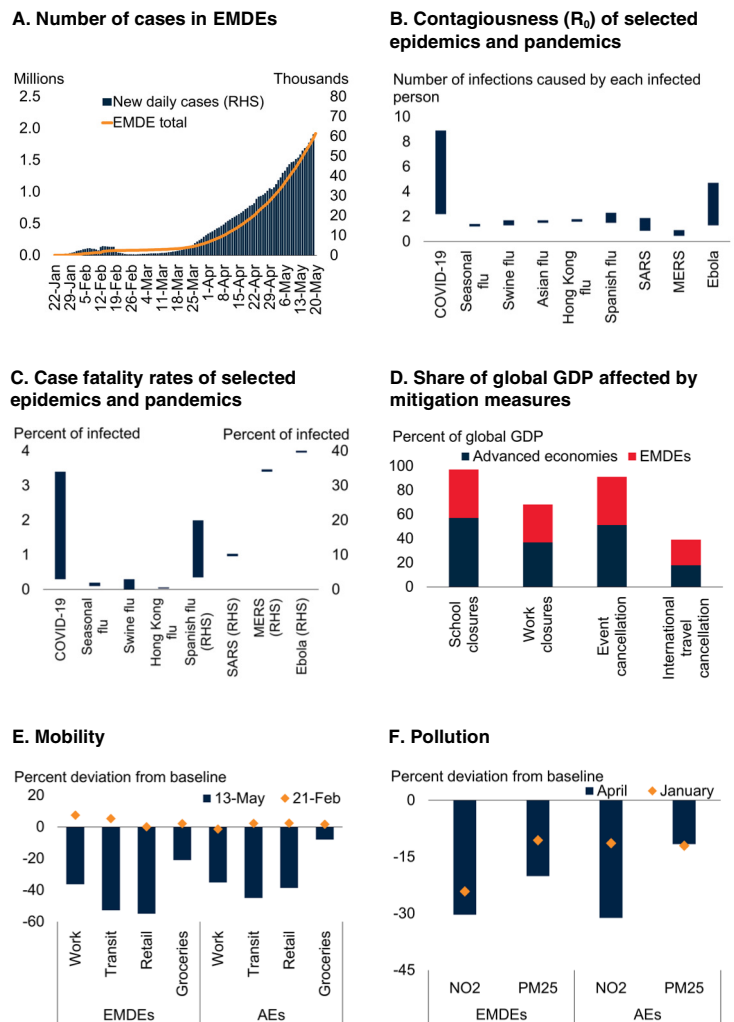 A. Number of cases in EMDEs
Millions
Thousands
2.5
2.0
1.5
1.0
0.5
0.0
80
70
60
50
40
30
20
10
0
New daily cases (RHS)
EMDE total
22-Jan
29-Jan
5-Feb
12-Feb
19-Feb
26-Feb
4-Mar
11-Mar
18-Mar
25-Mar
1-Apr
8-Apr
15-Apr
22-Apr
29-Apr
6-May
13-May
20-May
B. Contagiousness (R₀) of selected
epidemics and pandemics
Number of infections caused by each infected
person
10
8
6
4
2
0
COVID-19
Seasonal
flu
Swine flu
Asian flu
Hong Kong
flu
Spanish flu
SARS
MERS
Ebola
C. Case fatality rates of selected
epidemics and pandemics
Percent of infected
Percent of infected
4
3
2
1
0
40
30
20
10
0
COVID-19
Seasonal
flu
Swine flu
Hong Kong
flu
Spanish flu
(RHS)
SARS (RHS)
MERS
(RHS)
Ebola (RHS)
D. Share of global GDP affected by
mitigation measures
Percent of global GDP
Advanced economies
EMDEs
100
80
60
40
20
0
School
closures
Work
closures
Event
cancellation
International
travel
cancellation
E. Mobility
Percent deviation from baseline
13-May
21-Feb
20
0
-20
-40
-60
Work
Transit
Retail
Groceries
Work
Transit
Retail
Groceries
EMDEs
AEs
F. Pollution
Percent deviation from baseline
April
January
0
-15
-30
-45
NO2
PM25
NO2
PM25
EMDEs
AEs